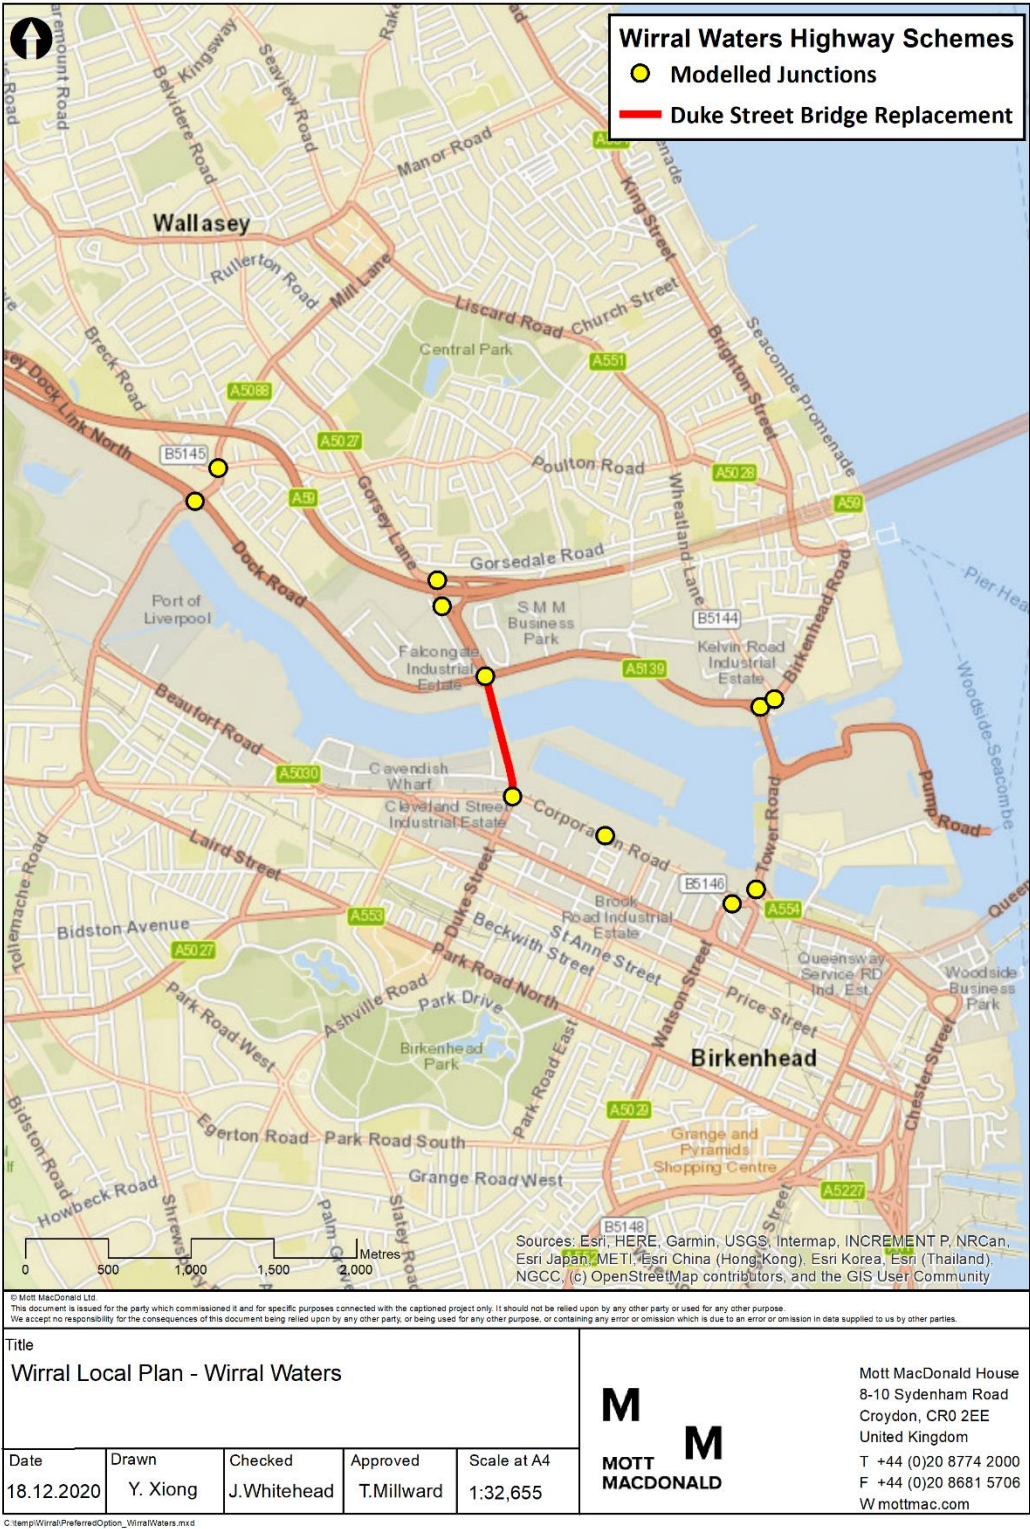 Wirral Waters Highway Schemes
Modelled Junctions
Duke Street Bridge Replacement
Kingsway
Seaview Road
Belvidere Road
Manor Road
King Street
Wallasey
Rullerton Road
Mill Lane
Liscard Road
Church Street
Breck Road
Central Park
A551
Brighton Street
Seacombe Promenade
A5088
Dock Link North
A5027
B5145
Poulton Road
A5028
A59
A59
Gorsey Lane
Wheatland Lane
Gorsedale Road
Dock Road
Birkenhead Road
Port of
Liverpool
S M M
Business
Park
B5144
Falcongate
Industrial
Estate
Kelvin Road
Industrial
Estate
A5139
Woodside-Seacombe
Beaufort Road
A5030
Cavendish
Wharf
Cleveland Street
Industrial Estate
Corporation Road
Tower Road
Pump Road
Laird Street
Tollemache Road
Duke Street
B5146
A554
Brook
Road Industrial
Estate
Bidston Avenue
A553
A5027
Beckwith Street
St Anne Street
Queensway
Service RD
Ind. Est.
Woodside
Business
Park
Park Road North
Ashville Road
Park Drive
Park Road West
Watson Street
Price Street
Birkenhead
Park
Park Road East
Birkenhead
Chester Street
A5029
Egerton Road
Park Road South
Grange and
Pyramids
Shopping Centre
Bidston Road
Howbeck Road
Grange Road West
A5227
Slatey Road
B5148
Metres
0 500 1,000 1,500 2,000
Sources: Esri, HERE, Garmin, USGS, Intermap, INCREMENT P, NRCan,
Esri Japan, METI, Esri China (Hong Kong), Esri Korea, Esri (Thailand),
NGCC, (c) OpenStreetMap contributors, and the GIS User Community
© Mott MacDonald Ltd.
This document is issued for the party which commissioned it and for specific purposes connected with the captioned project only. It should not be relied upon by any other party or used for any other purpose.
We accept no responsibility for the consequences of this document being relied upon by any other party, or being used for any other purpose, or containing any error or omission which is due to an error or omission in data supplied to us by other parties.
Title
Wirral Local Plan - Wirral Waters
Date
18.12.2020
Drawn
Y. Xiong
Checked
J.Whitehead
Approved
T.Millward
Scale at A4
1:32,655
M
M
MOTT
MACDONALD
Mott MacDonald House
8-10 Sydenham Road
Croydon, CR0 2EE
United Kingdom
T +44 (0)20 8774 2000
F +44 (0)20 8681 5706
W mottmac.com
C:\temp\Wirral\PreferredOption_WirralWaters.mxd